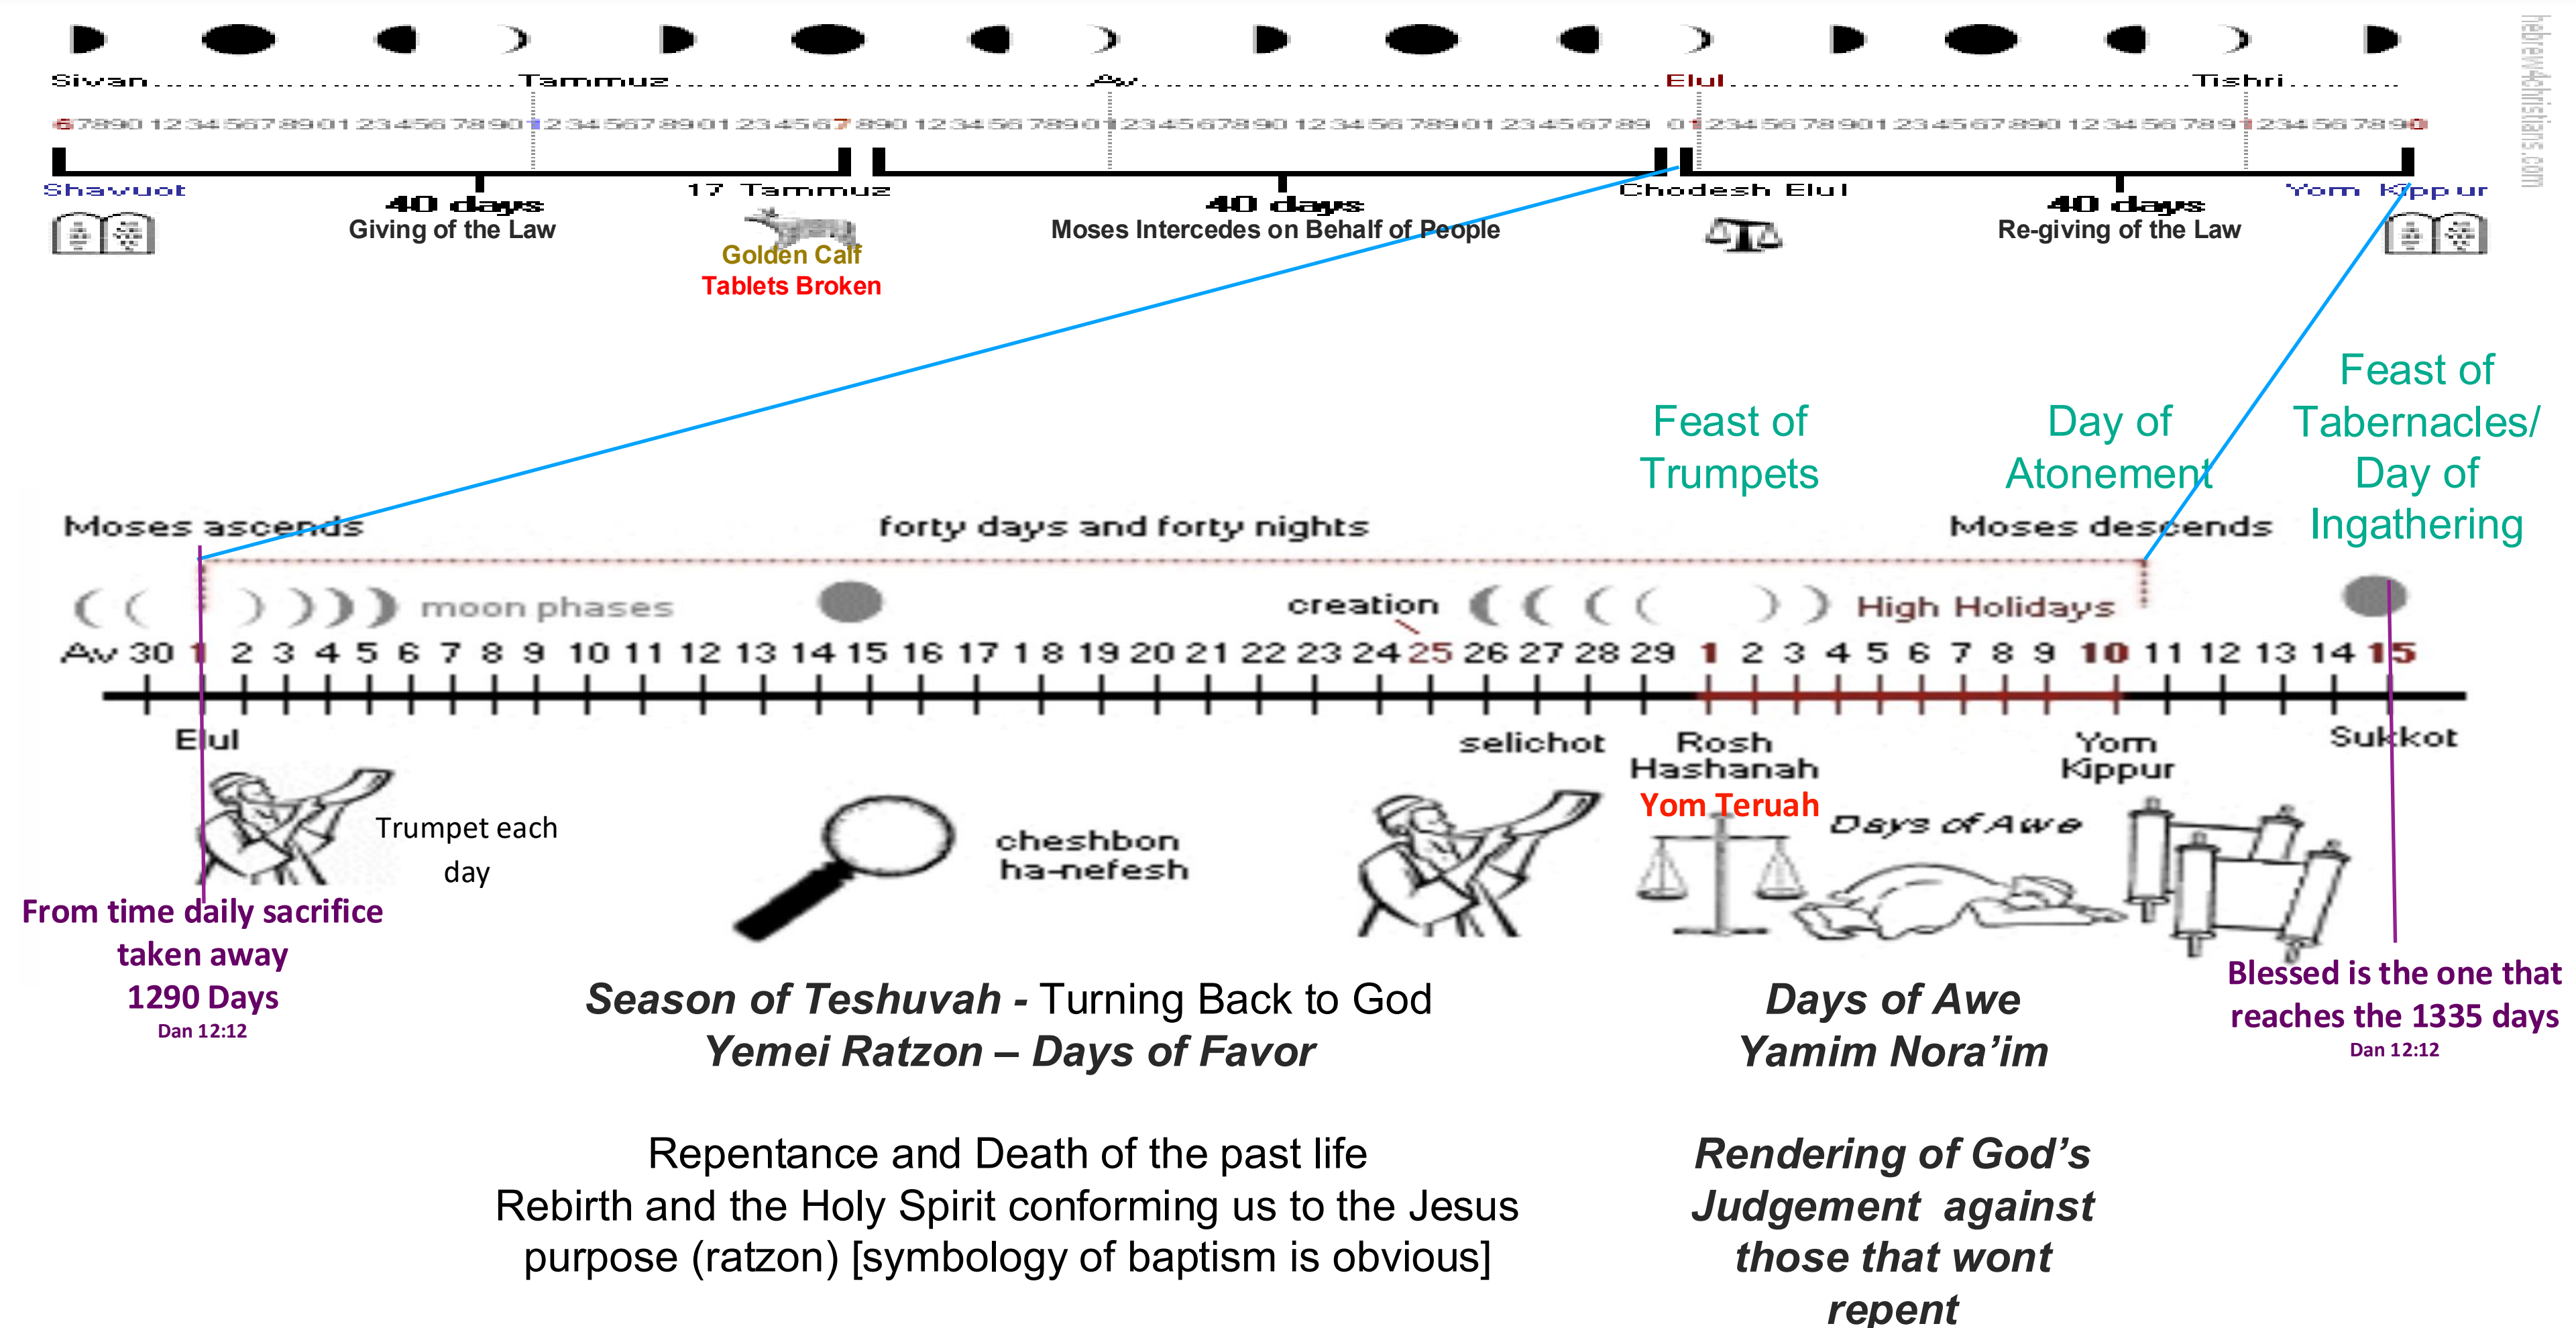 Sivan Tammuz Av Elul Tishri
hebrew4christians.com
Shavuot 17 Tammuz Chodesh Elul Yom Kippur
40 days 40 days 40 days
Giving of the Law Moses Intercedes on Behalf of People Re-giving of the Law
Golden Calf
Tablets Broken
Feast of
Trumpets
Day of
Atonement
Feast of
Tabernacles/
Day of
Ingathering
Moses ascends forty days and forty nights Moses descends
moon phases creation High Holidays
Av 30 1 2 3 4 5 6 7 8 9 10 11 12 13 14 15 16 17 18 19 20 21 22 23 24 25 26 27 28 29 1 2 3 4 5 6 7 8 9 10 11 12 13 14 15
Elul selichot Rosh Yom Sukkot
Hashanah Kippur
Yom Teruah
Days of Awe
Trumpet each
day
cheshbon
ha-nefesh
From time daily sacrifice
taken away
1290 Days
Dan 12:12
Blessed is the one that
reaches the 1335 days
Dan 12:12
Season of Teshuvah - Turning Back to God
Yemei Ratzon – Days of Favor
Days of Awe
Yamim Nora’im
Repentance and Death of the past life
Rebirth and the Holy Spirit conforming us to the Jesus
purpose (ratzon) [symbology of baptism is obvious]
Rendering of God’s
Judgement against
those that wont
repent